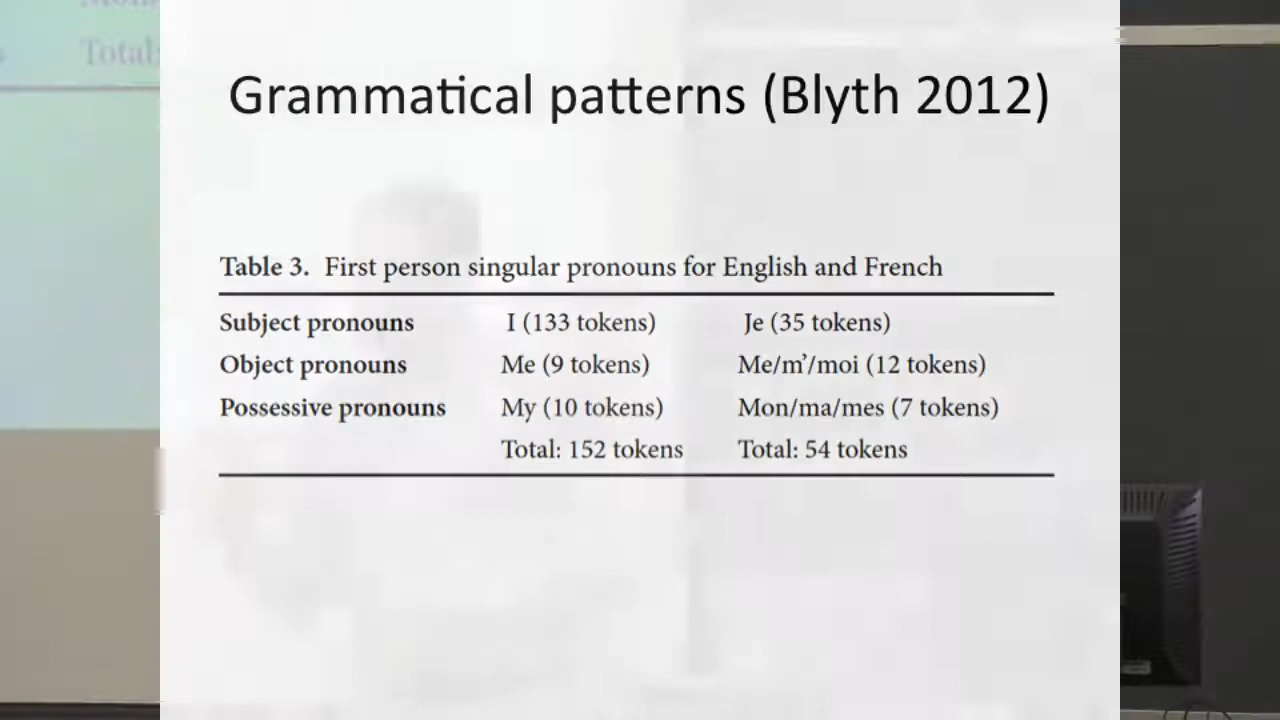 Total:
Grammatical patterns (Blyth 2012)
Table 3. First person singular pronouns for English and French
Subject pronouns I (133 tokens) Je (35 tokens)
Object pronouns Me (9 tokens) Me/m’/moi (12 tokens)
Possessive pronouns My (10 tokens) Mon/ma/mes (7 tokens)
Total: 152 tokens Total: 54 tokens